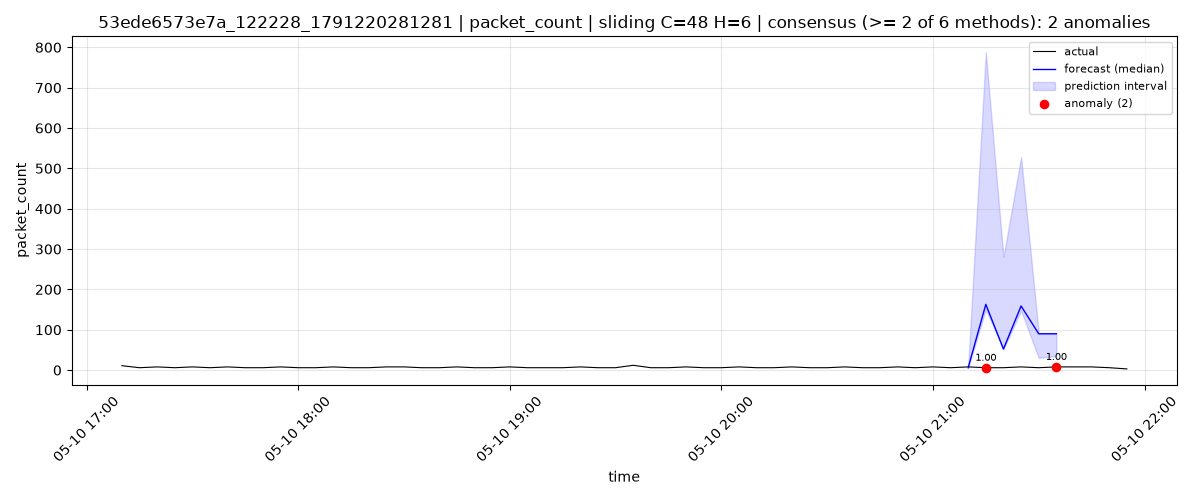 53ede6573e7a_122228_1791220281281 | packet_count | sliding C=48 H=6 | consensus (>= 2 of 6 methods): 2 anomalies
packet_count
800
700
600
500
400
300
200
100
0
actual
forecast (median)
prediction interval
anomaly (2)
1.00
1.00
05-10 17:00
05-10 18:00
05-10 19:00
05-10 20:00
05-10 21:00
05-10 22:00
time